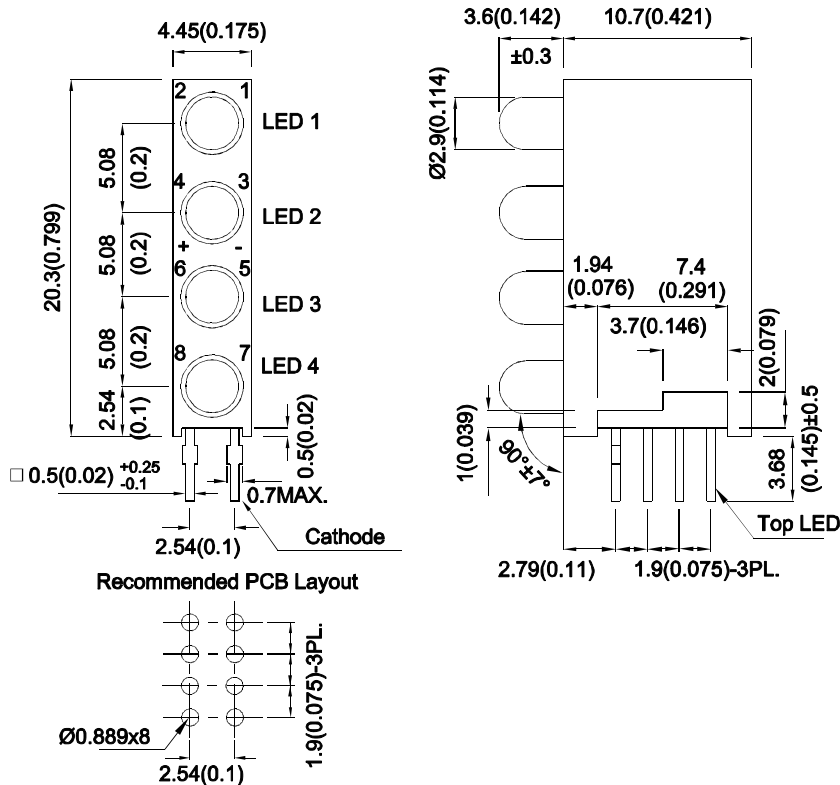 4.45(0.175)
2 1
LED 1
4 3
LED 2
+ -
6 5
LED 3
8 7
LED 4
20.3(0.799)
5.08
(0.2)
5.08
(0.2)
5.08
(0.2)
2.54
(0.1)
0.5(0.02)
□ 0.5(0.02) +0.25
-0.1
0.7MAX.
2.54(0.1)
Cathode
3.6(0.142)
±0.3
10.7(0.421)
Ø2.9(0.114)
1.94
(0.076)
7.4
(0.291)
3.7(0.146)
2(0.079)
1(0.039)
90°±7°
3.68
(0.145)±0.5
Top LED
2.79(0.11)
1.9(0.075)-3PL.
Recommended PCB Layout
1.9(0.075)-3PL.
Ø0.889x8
2.54(0.1)